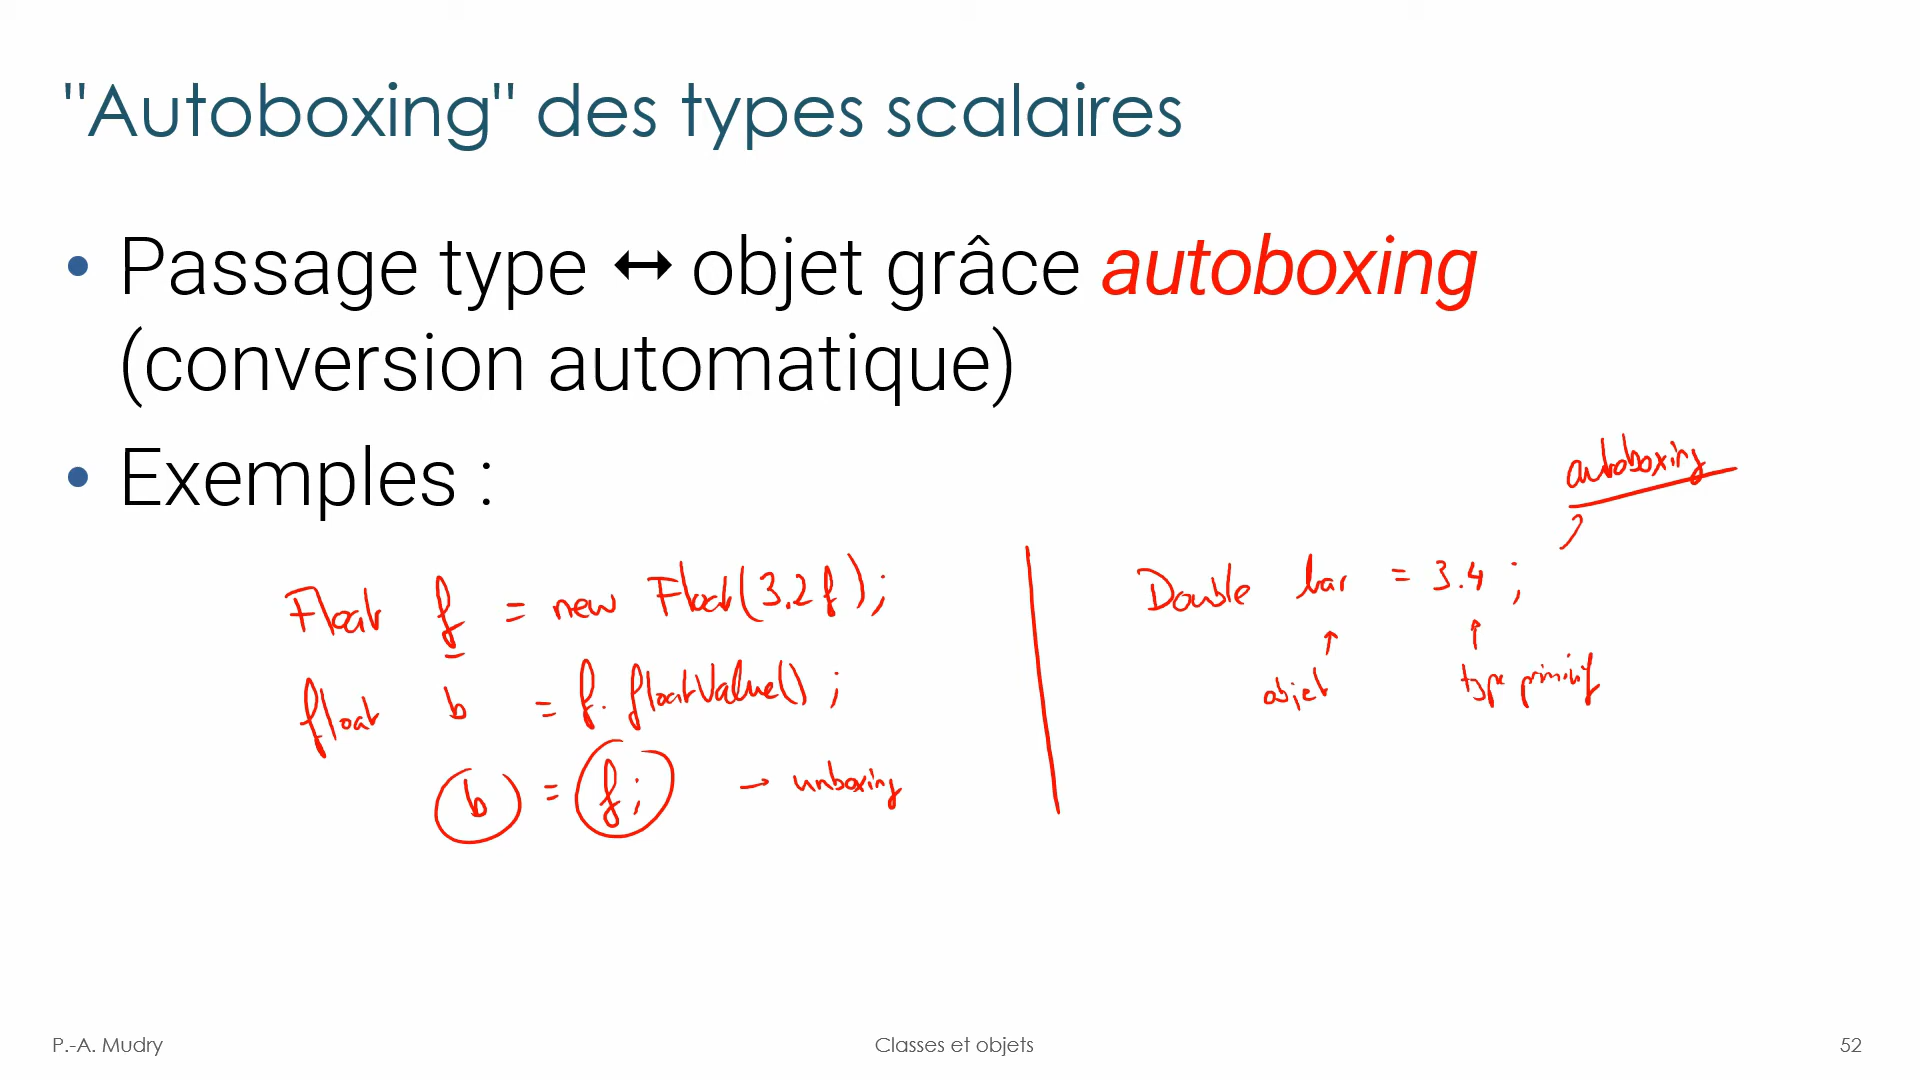 "Autoboxing" des types scalaires
• Passage type ↔ objet grâce autoboxing
(conversion automatique)
• Exemples :
Float f = new Float(3.2f);
float b = f.floatValue();
b = f; → unboxing
autoboxing
Double bar = 3.4;
↑ ↑
objet type primitif
P.-A. Mudry
Classes et objets
52